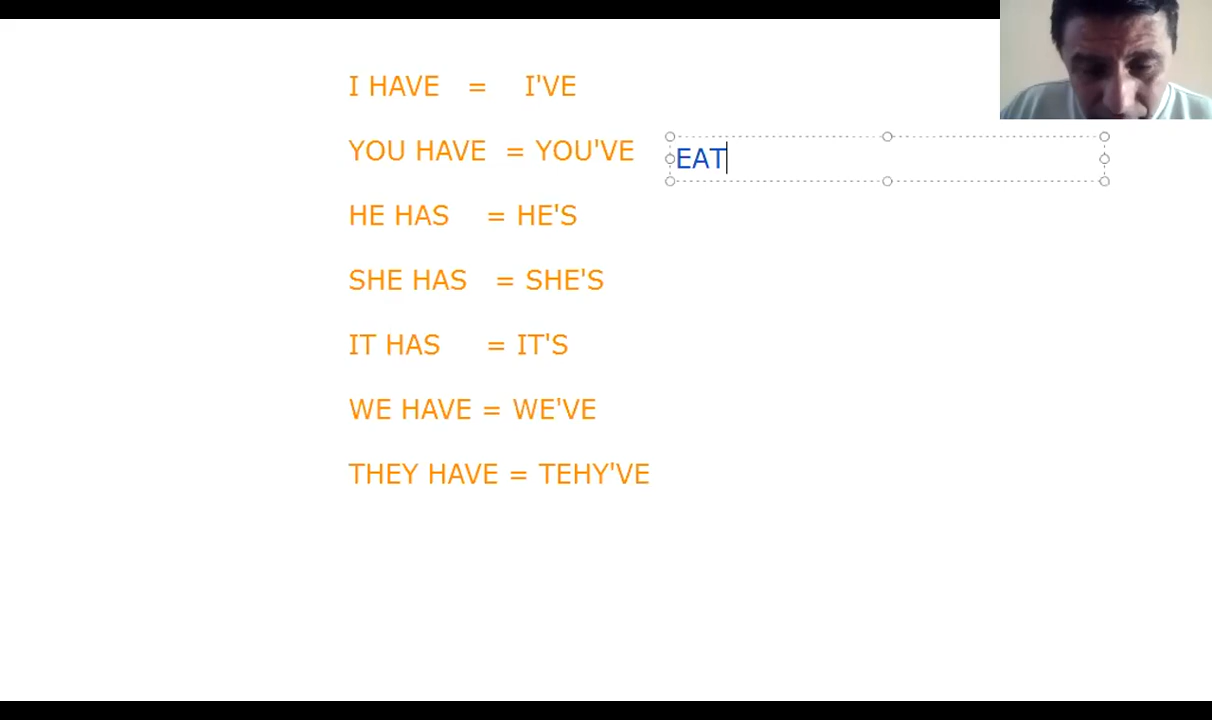 I HAVE = I'VE
YOU HAVE = YOU'VE
EAT
HE HAS = HE'S
SHE HAS = SHE'S
IT HAS = IT'S
WE HAVE = WE'VE
THEY HAVE = TEHY'VE